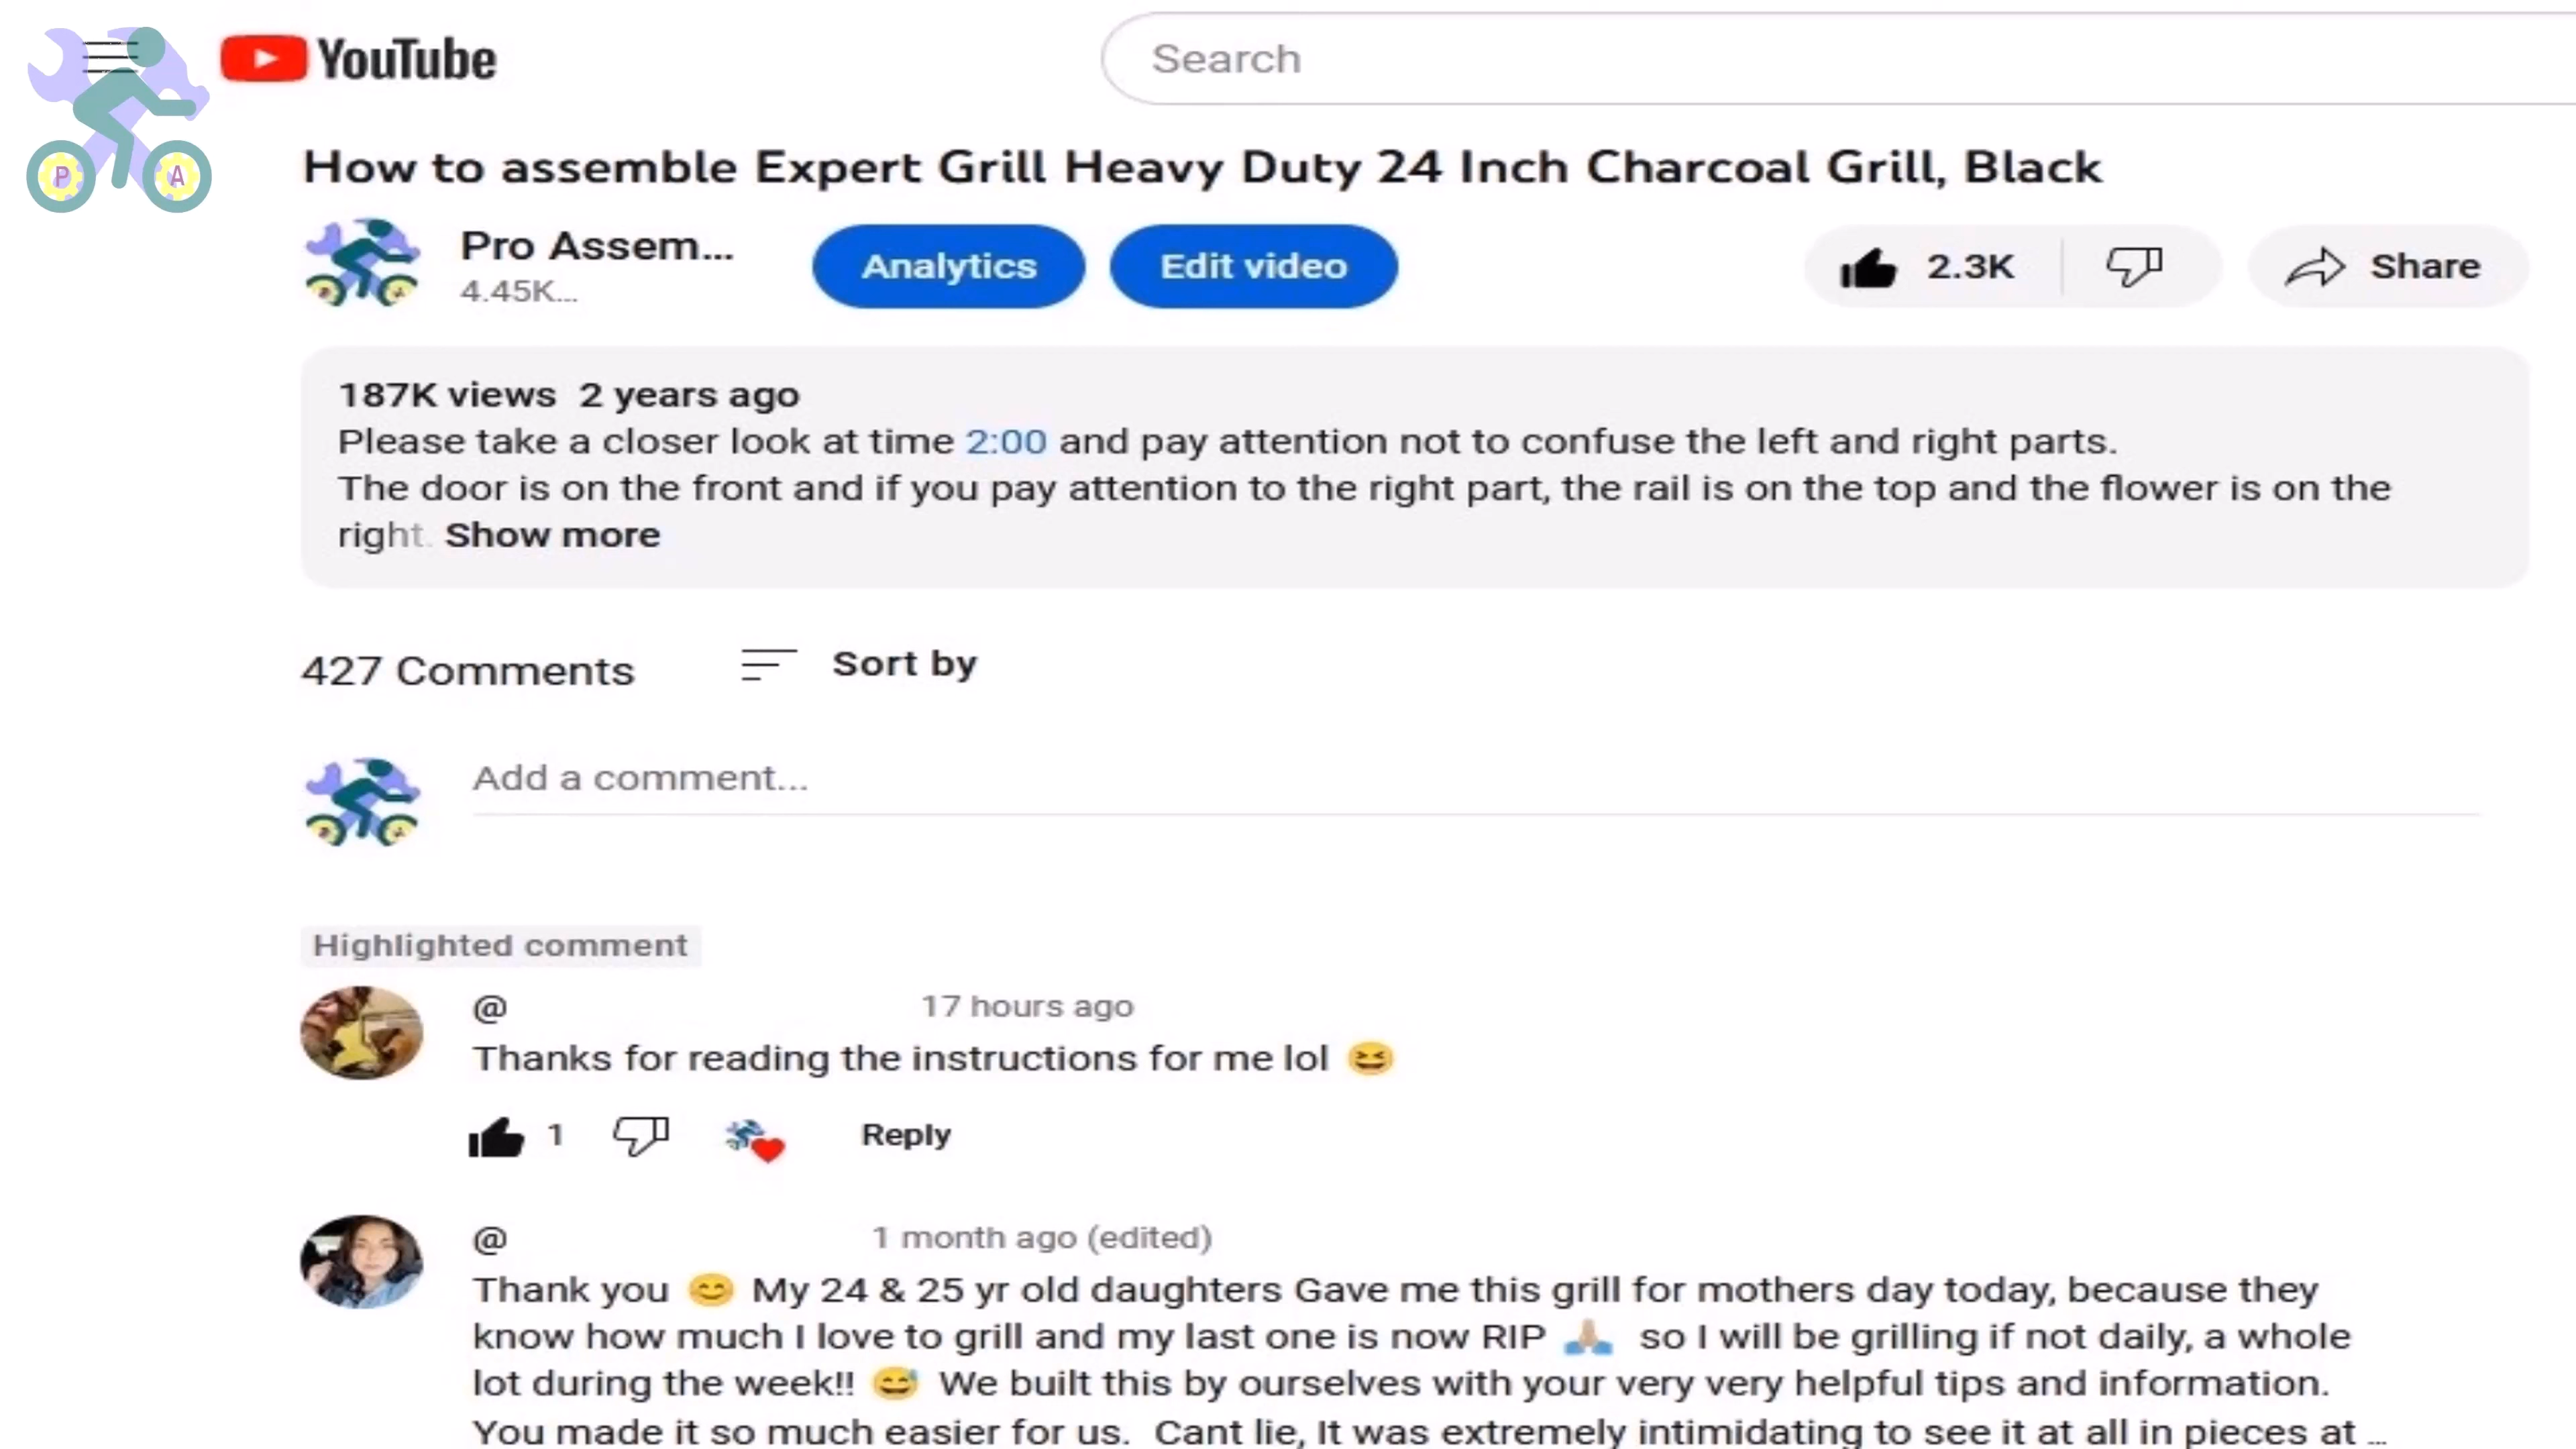 YouTube
Search
How to assemble Expert Grill Heavy Duty 24 Inch Charcoal Grill, Black
Pro Assem...
4.45K...
Analytics
Edit video
2.3K
Share
187K views 2 years ago
Please take a closer look at time 2:00 and pay attention not to confuse the left and right parts.
The door is on the front and if you pay attention to the right part, the rail is on the top and the flower is on the
right. Show more
427 Comments
Sort by
Add a comment...
Highlighted comment
@ 17 hours ago
Thanks for reading the instructions for me lol 😆
1
Reply
@ 1 month ago (edited)
Thank you 😊 My 24 & 25 yr old daughters Gave me this grill for mothers day today, because they
know how much I love to grill and my last one is now RIP 🙏🏼 so I will be grilling if not daily, a whole
lot during the week!! 😅 We built this by ourselves with your very very helpful tips and information.
You made it so much easier for us. Cant lie, It was extremely intimidating to see it at all in pieces at ...
P A